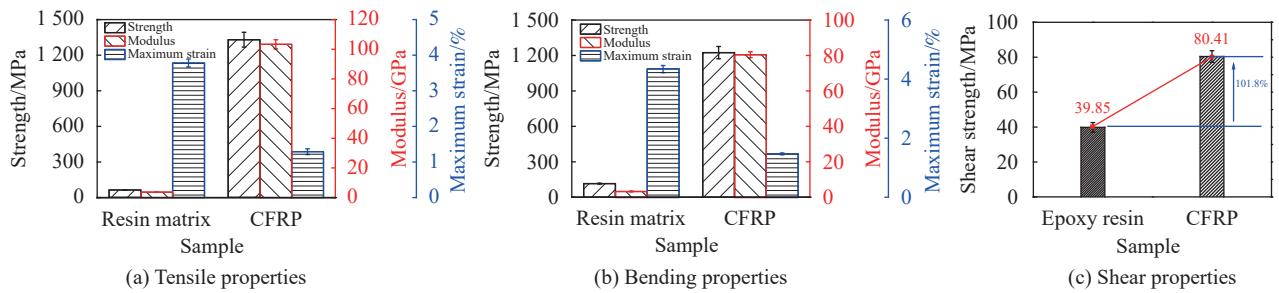 Strength/MPa
1 500
1 200
900
600
300
0
Strength
Modulus
Maximum strain
Resin matrix
CFRP
Sample
120
100
80
60
40
20
0
Modulus/GPa
5
4
3
2
1
0
Maximum strain/%
(a) Tensile properties
Strength/MPa
1 500
1 200
900
600
300
0
Strength
Modulus
Maximum strain
Resin matrix
CFRP
Sample
100
80
60
40
20
0
Modulus/GPa
6
4
2
0
Maximum strain/%
(b) Bending properties
Shear strength/MPa
100
80
60
40
20
0
39.85
80.41
101.8%
Epoxy resin
CFRP
Sample
(c) Shear properties